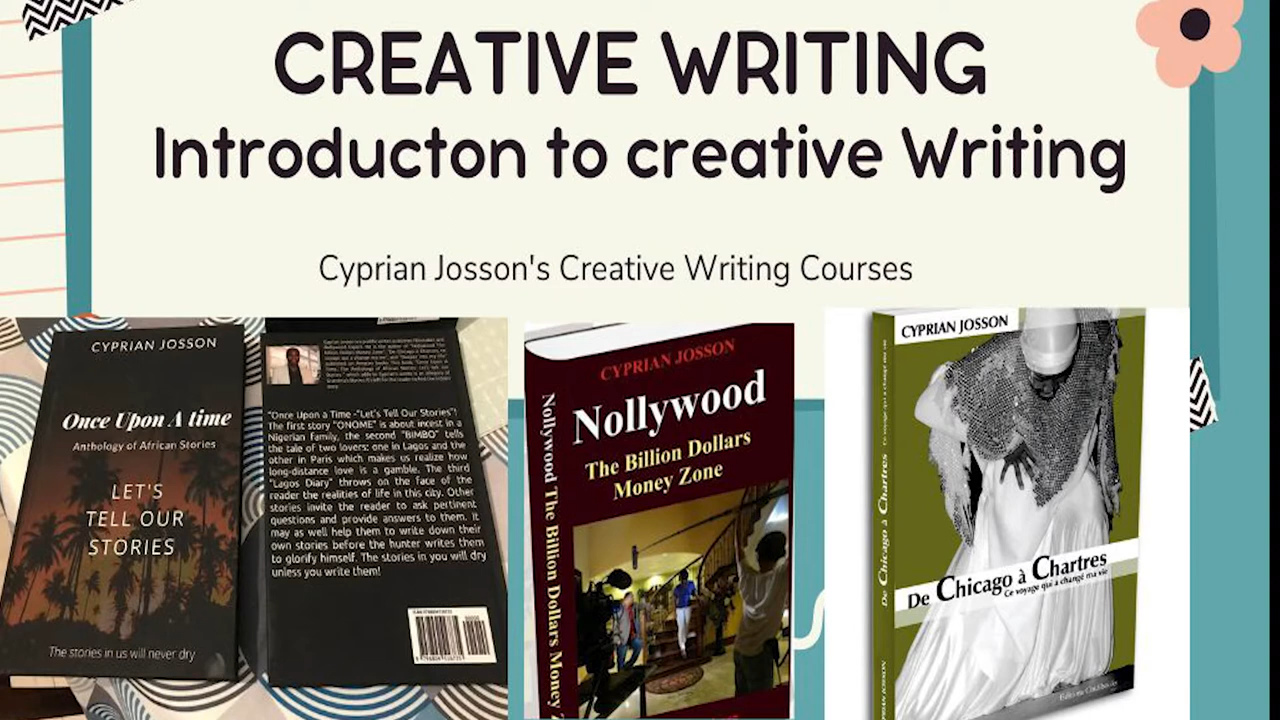 CREATIVE WRITING
Introducton to creative Writing
Cyprian Josson's Creative Writing Courses
CYPRIAN JOSSON
Once Upon A time
Anthology of African Stories
LET'S
TELL OUR
STORIES
The stories in us will never dry
"Once Upon a Time -"Let's Tell Our Stories"!
The first story "ONOME" is about incest in a
Nigerian Family, the second "BIMBO" tells
the tale of two lovers: one in Lagos and the
other in Paris which makes us realize how
long-distance love is a gamble. The third
"Lagos Diary" throws on the face of the
reader the realities of life in this city. Other
stories invite the reader to ask pertinent
questions and provide answers to them. It
may as well help them to write down their
own stories before the hunter writes them
to glorify himself. The stories in you will dry
unless you write them!
CYPRIAN JOSSON
Nollywood
The Billion Dollars
Money Zone
Nollywood The Billion Dollars Money Z
CYPRIAN JOSSON
De Chicago à Chartres
Ce voyage qui a changé ma vie
De Chicago à Chartres Ce voyage qui a changé ma vie
PRIAN JOSSON